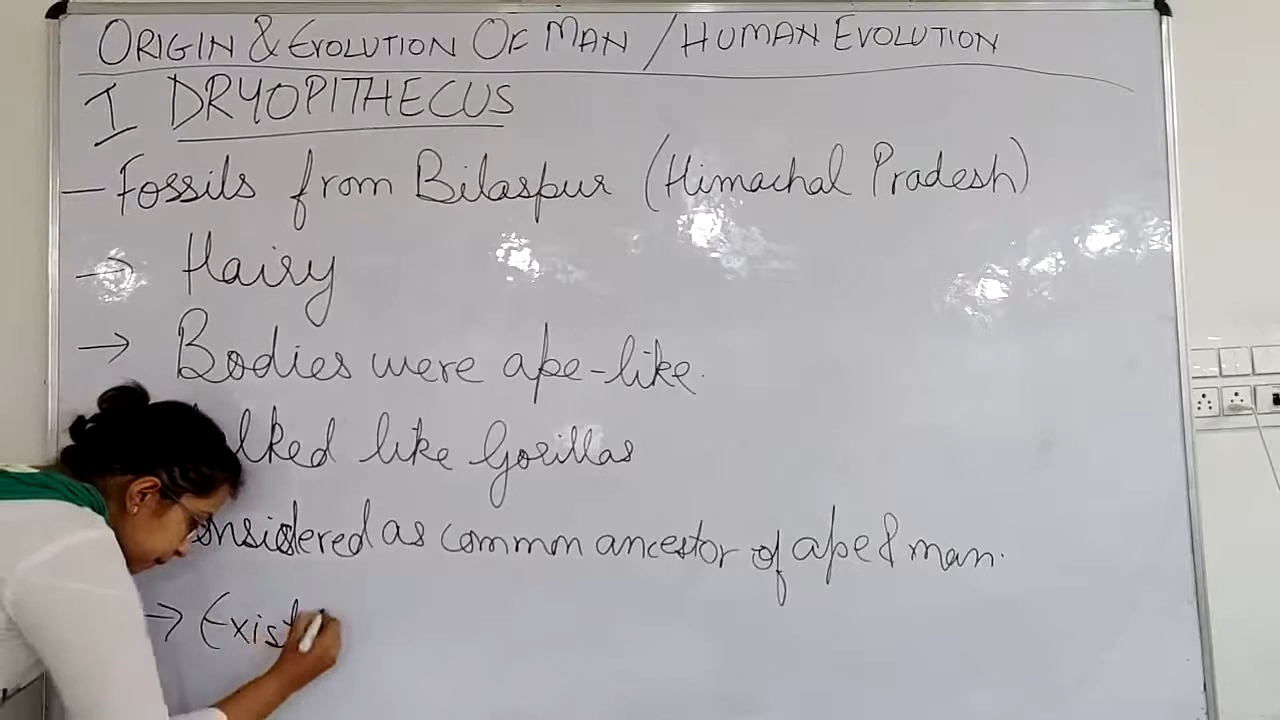 ORIGIN & EVOLUTION OF MAN / HUMAN EVOLUTION
I DRYOPITHECUS
– Fossils from Bilaspur (Himachal Pradesh)
→ Hairy
→ Bodies were ape-like.
lked like Gorillas
onsidered as common ancestor of ape & man.
→ Exist